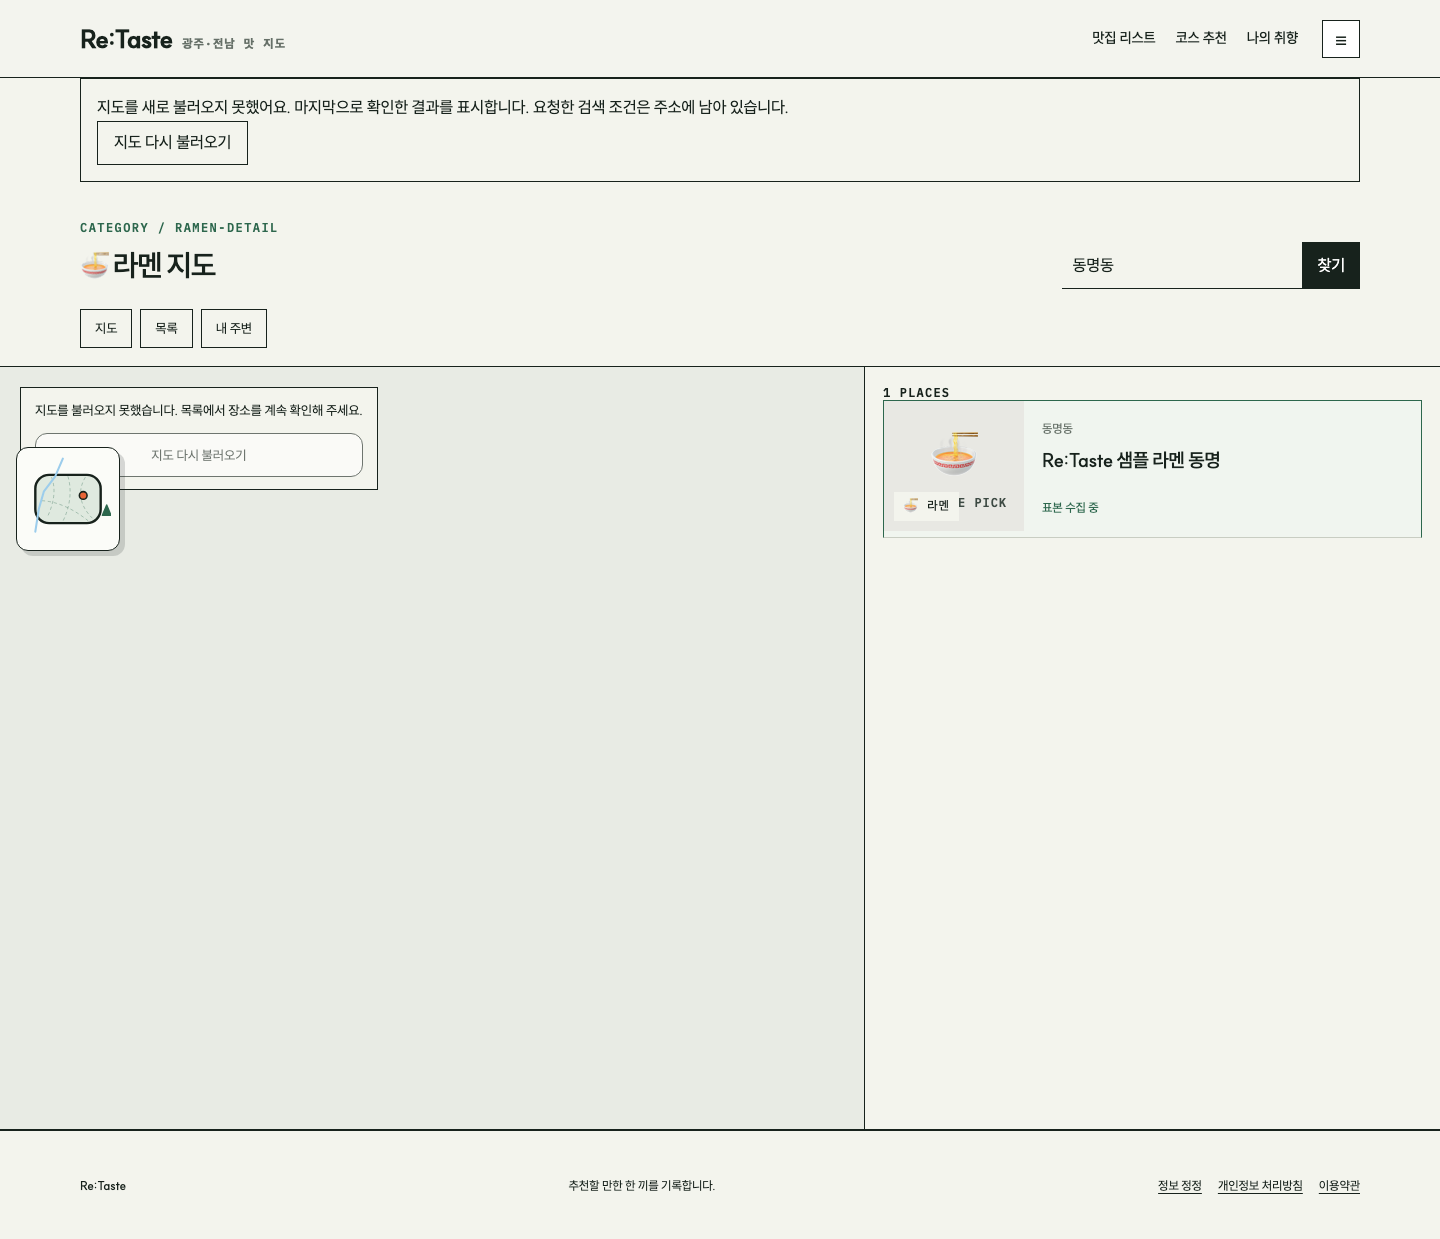 Re:Taste 광주·전남 맛 지도
맛집 리스트 코스 추천 나의 취향
지도를 새로 불러오지 못했어요. 마지막으로 확인한 결과를 표시합니다. 요청한 검색 조건은 주소에 남아 있습니다.
지도 다시 불러오기
CATEGORY / RAMEN-DETAIL
라멘 지도
동명동 찾기
지도 목록 내 주변
지도를 불러오지 못했습니다. 목록에서 장소를 계속 확인해 주세요.
지도 다시 불러오기
1 PLACES
동명동
Re:Taste 샘플 라멘 동명
라멘
PICK
표본 수집 중
Re:Taste
추천할 만한 한 끼를 기록합니다.
정보 정정 개인정보 처리방침 이용약관